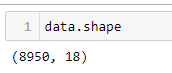 1 data.shape
(8950, 18)